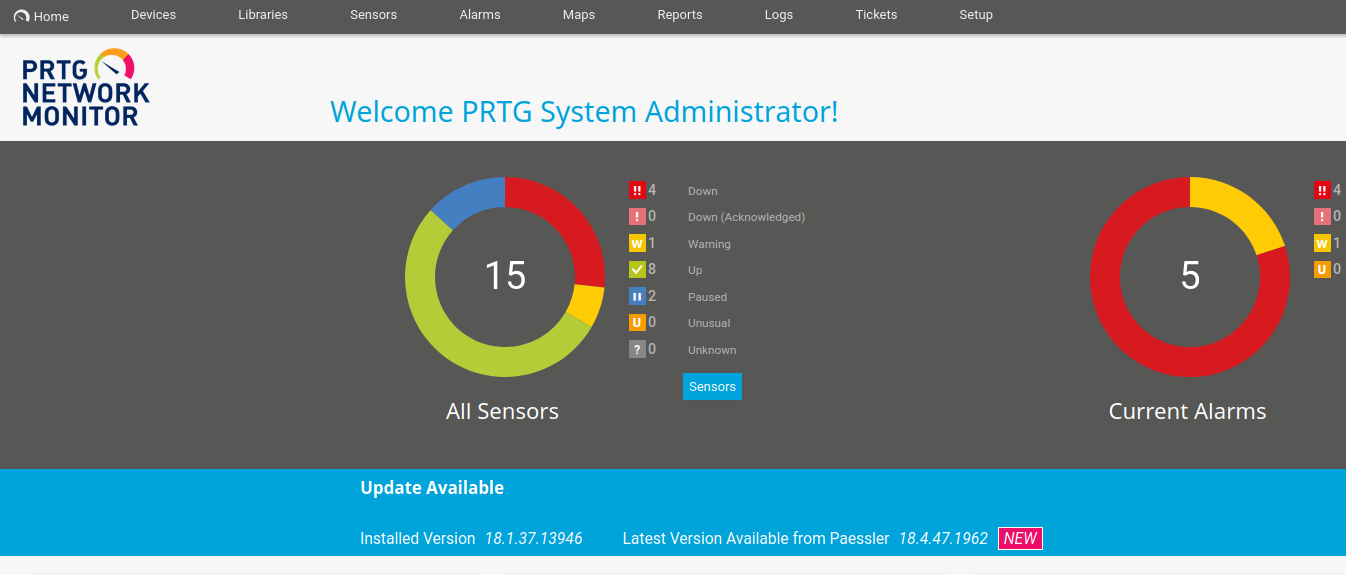 Home Devices Libraries Sensors Alarms Maps Reports Logs Tickets Setup
PRTG
NETWORK
MONITOR
Welcome PRTG System Administrator!
15
All Sensors
!! 4 Down
! 0 Down (Acknowledged)
W 1 Warning
8 Up
2 Paused
U 0 Unusual
? 0 Unknown
Sensors
5
Current Alarms
!! 4
! 0
W 1
U 0
Update Available
Installed Version 18.1.37.13946 Latest Version Available from Paessler 18.4.47.1962 NEW